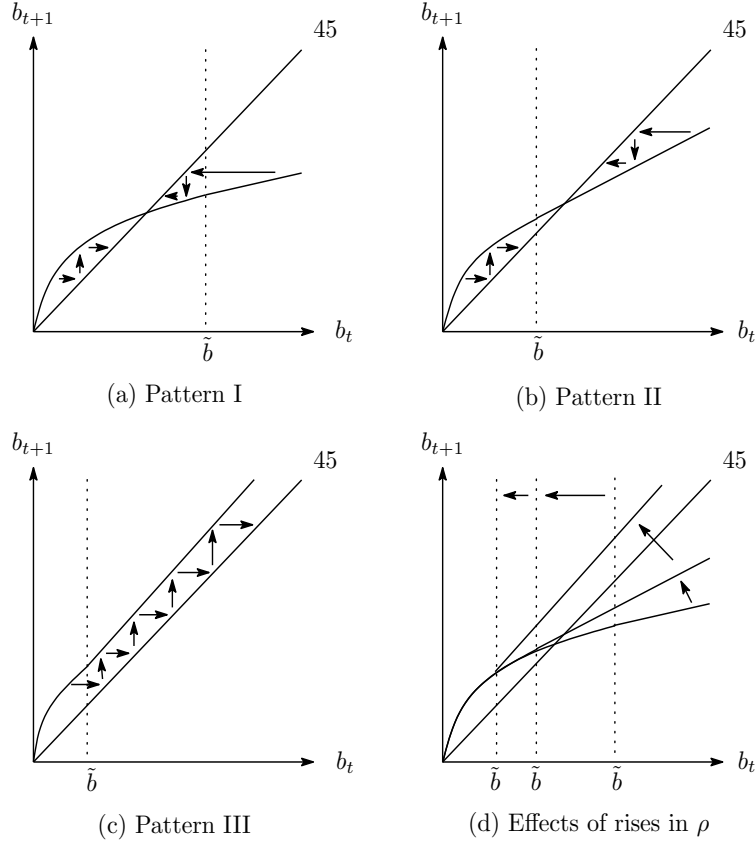 b_{t+1}
45
b_t
b̃
(a) Pattern I
b_{t+1}
45
b_t
b̃
(b) Pattern II
b_{t+1}
45
b_t
b̃
(c) Pattern III
b_{t+1}
45
b_t
b̃ b̃ b̃
(d) Effects of rises in ρ